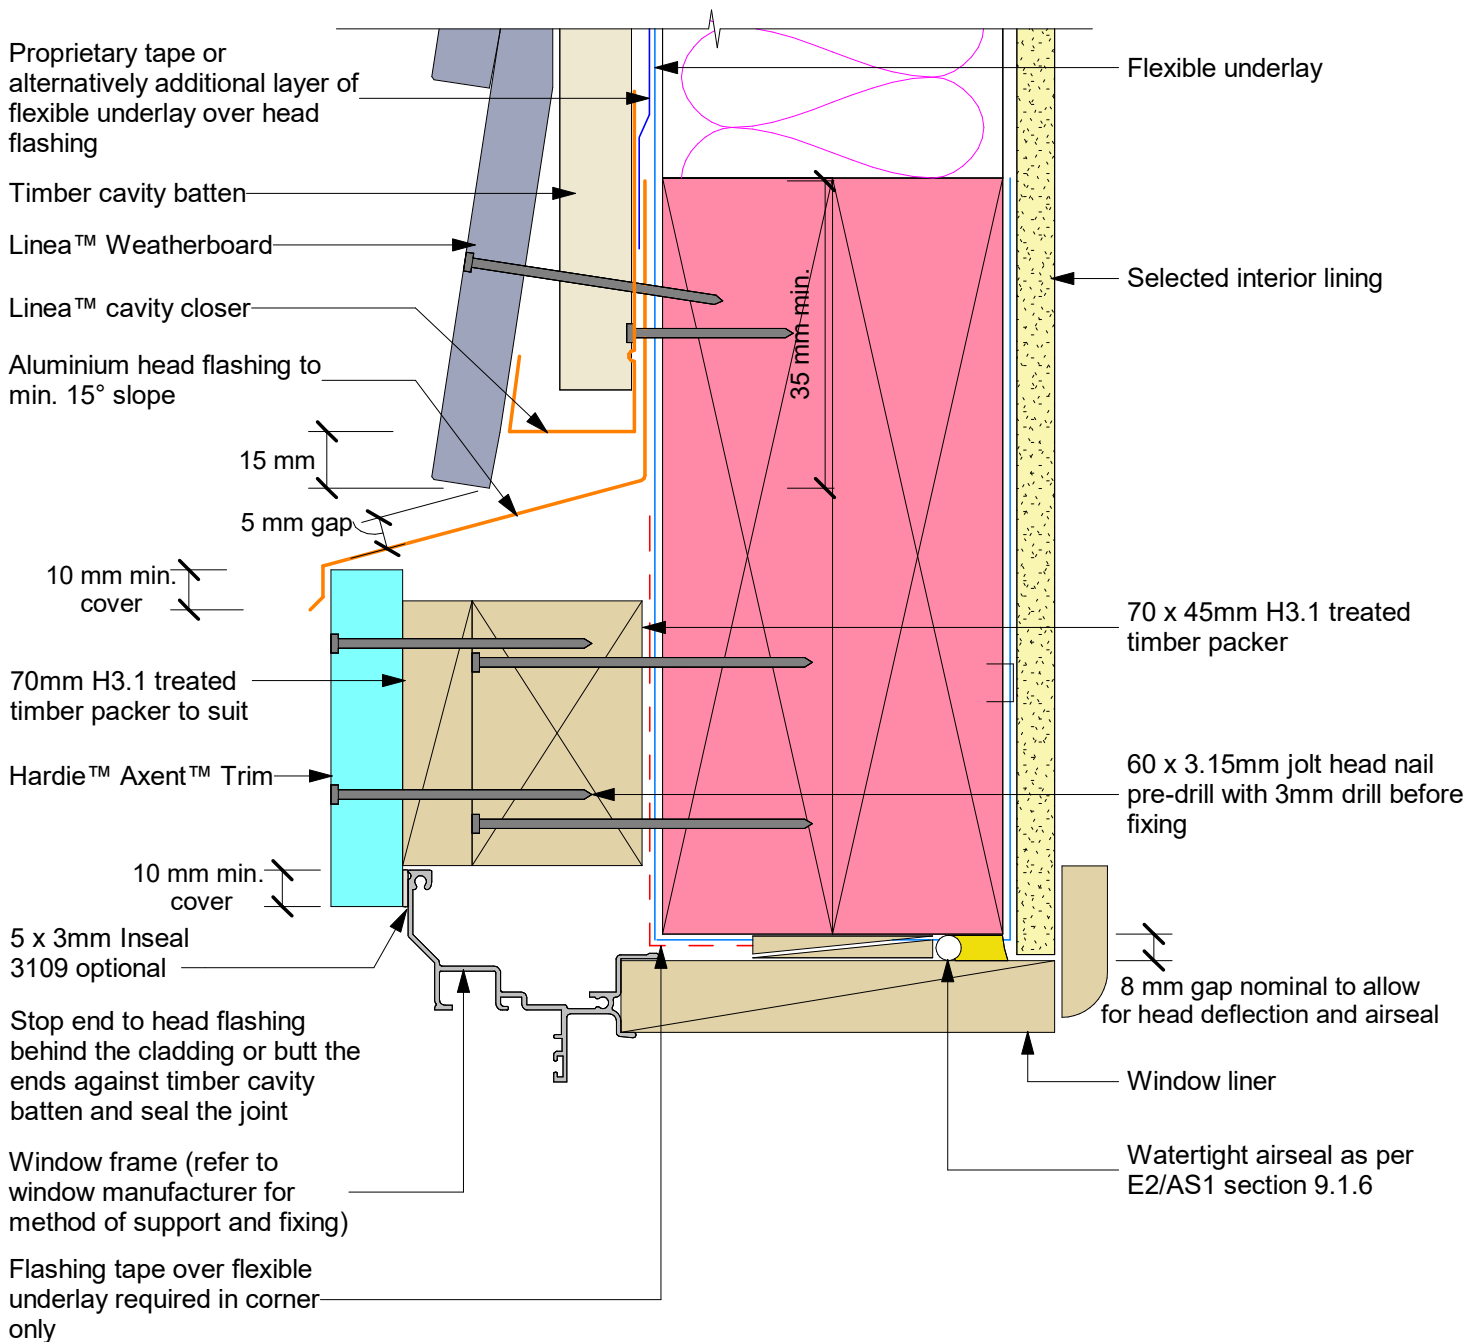 Proprietary tape or
alternatively additional layer of
flexible underlay over head
flashing
Timber cavity batten
Linea™ Weatherboard
Linea™ cavity closer
Aluminium head flashing to
min. 15° slope
15 mm
5 mm gap
10 mm min.
cover
70mm H3.1 treated
timber packer to suit
Hardie™ Axent™ Trim
10 mm min.
cover
5 x 3mm Inseal
3109 optional
Stop end to head flashing
behind the cladding or butt the
ends against timber cavity
batten and seal the joint
Window frame (refer to
window manufacturer for
method of support and fixing)
Flashing tape over flexible
underlay required in corner
only
35 mm min.
Flexible underlay
Selected interior lining
70 x 45mm H3.1 treated
timber packer
60 x 3.15mm jolt head nail
pre-drill with 3mm drill before
fixing
8 mm gap nominal to allow
for head deflection and airseal
Window liner
Watertight airseal as per
E2/AS1 section 9.1.6